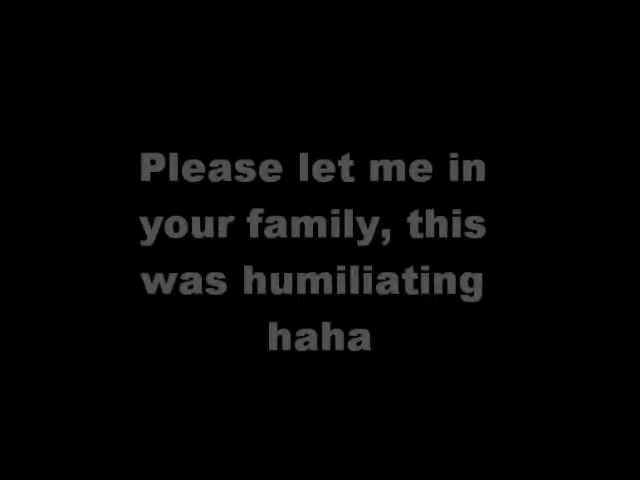 Please let me in
your family, this
was humiliating
haha